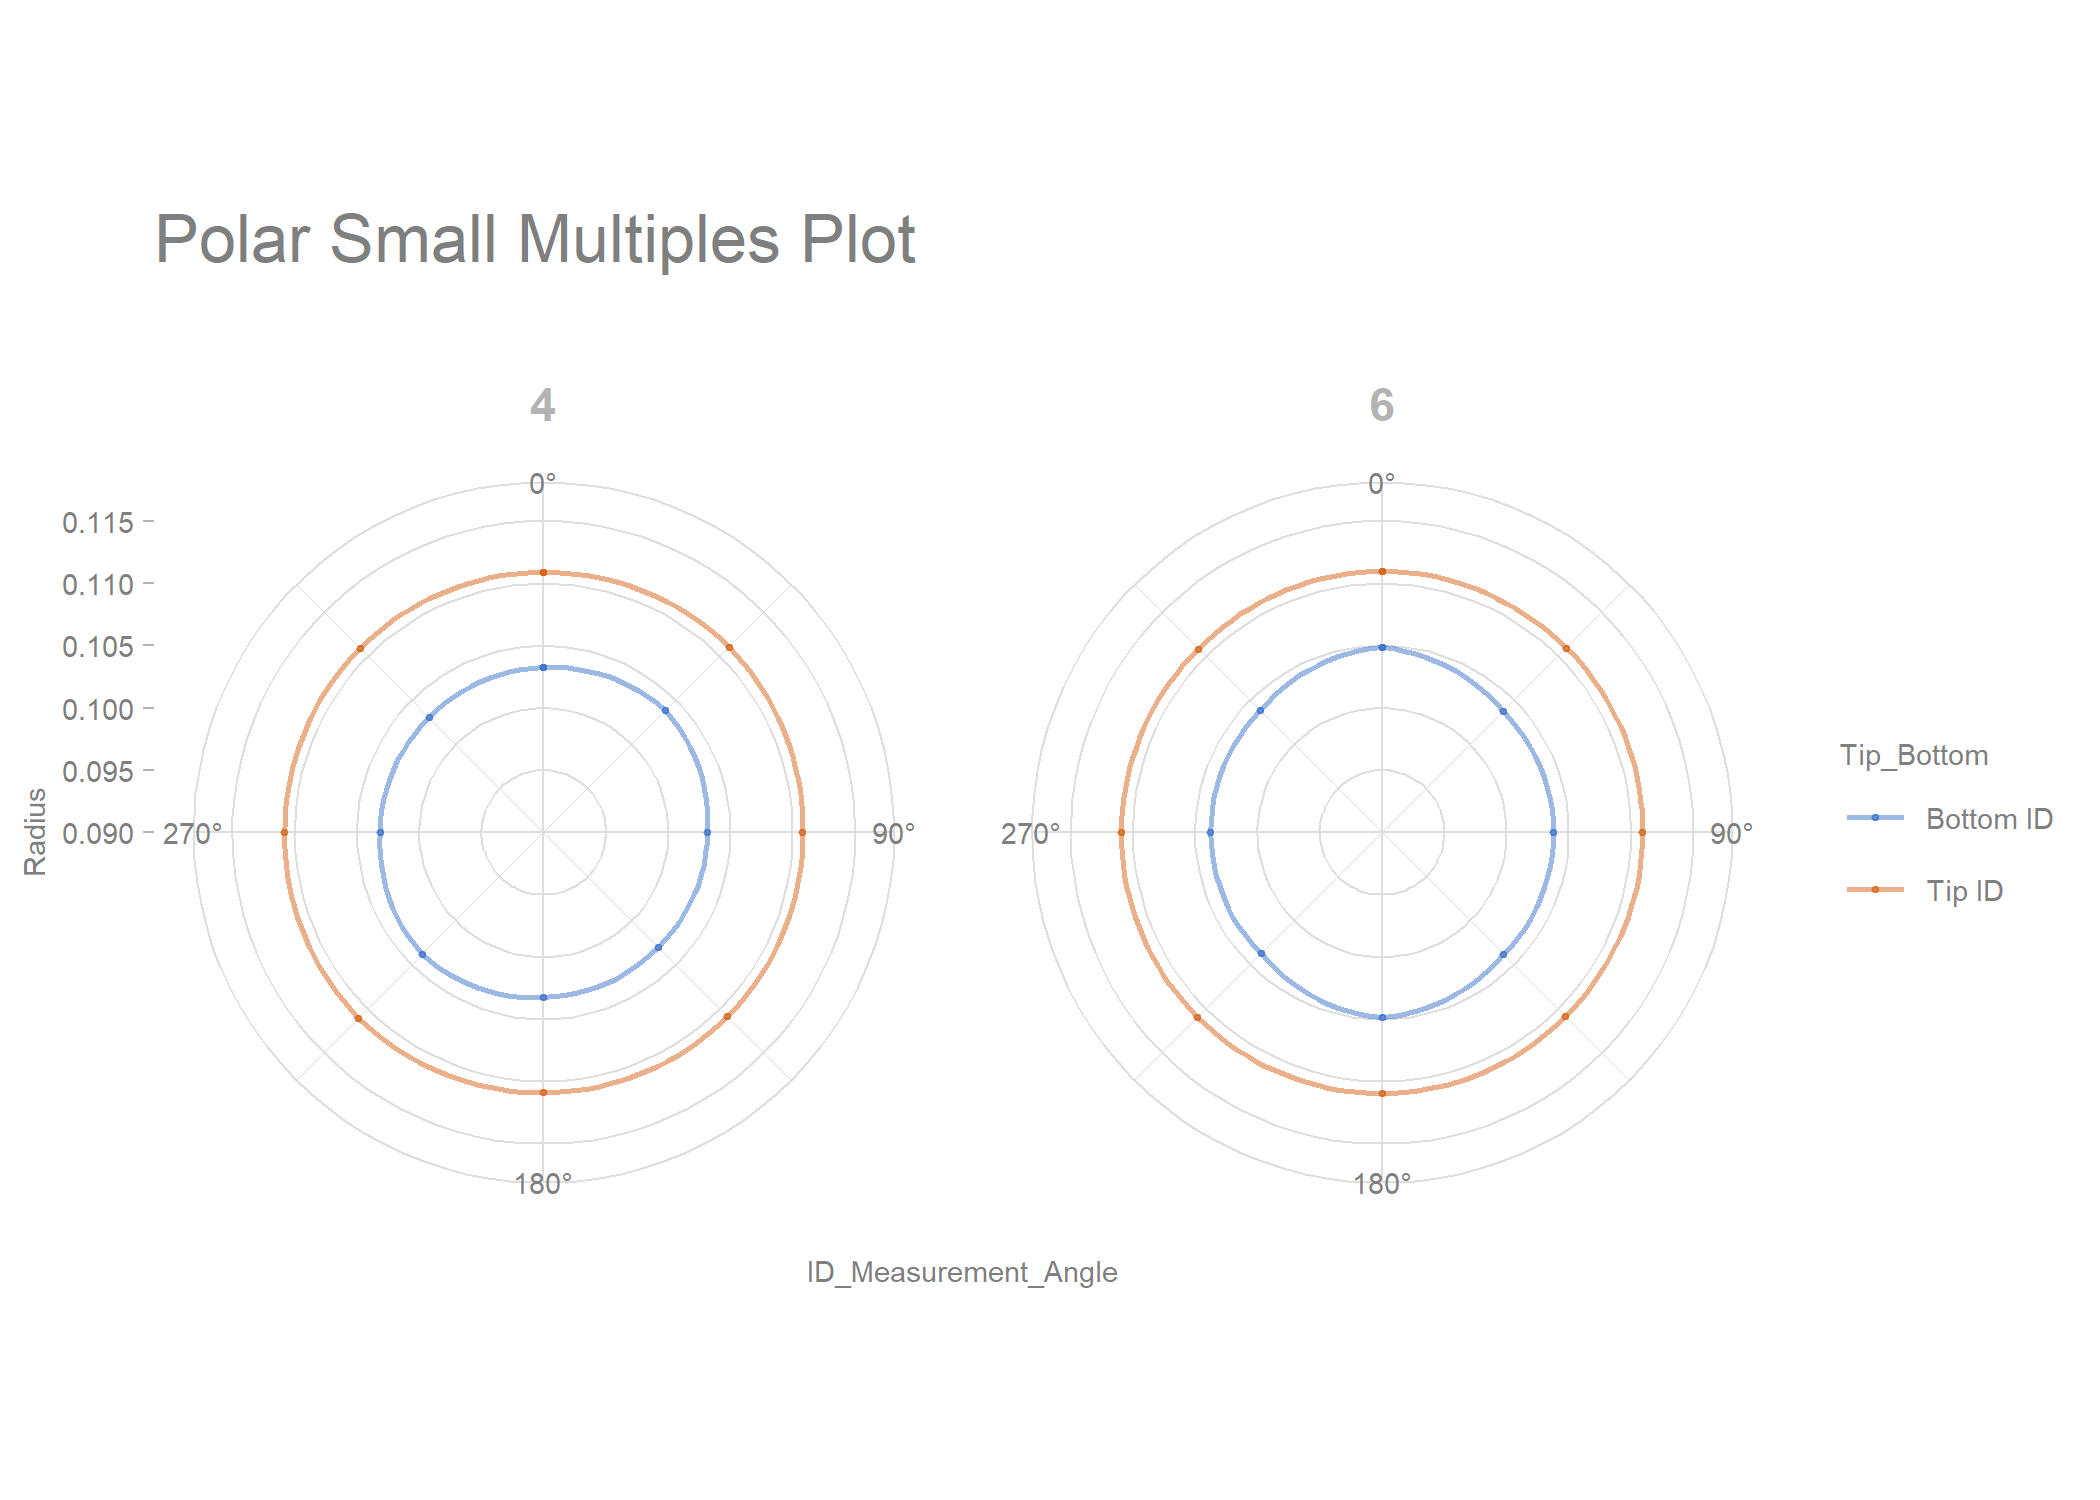 Polar Small Multiples Plot
4
6
0°
0°
0.115
0.110
0.105
0.100
0.095
0.090
Radius
270°
90°
270°
90°
180°
180°
ID_Measurement_Angle
Tip_Bottom
Bottom ID
Tip ID